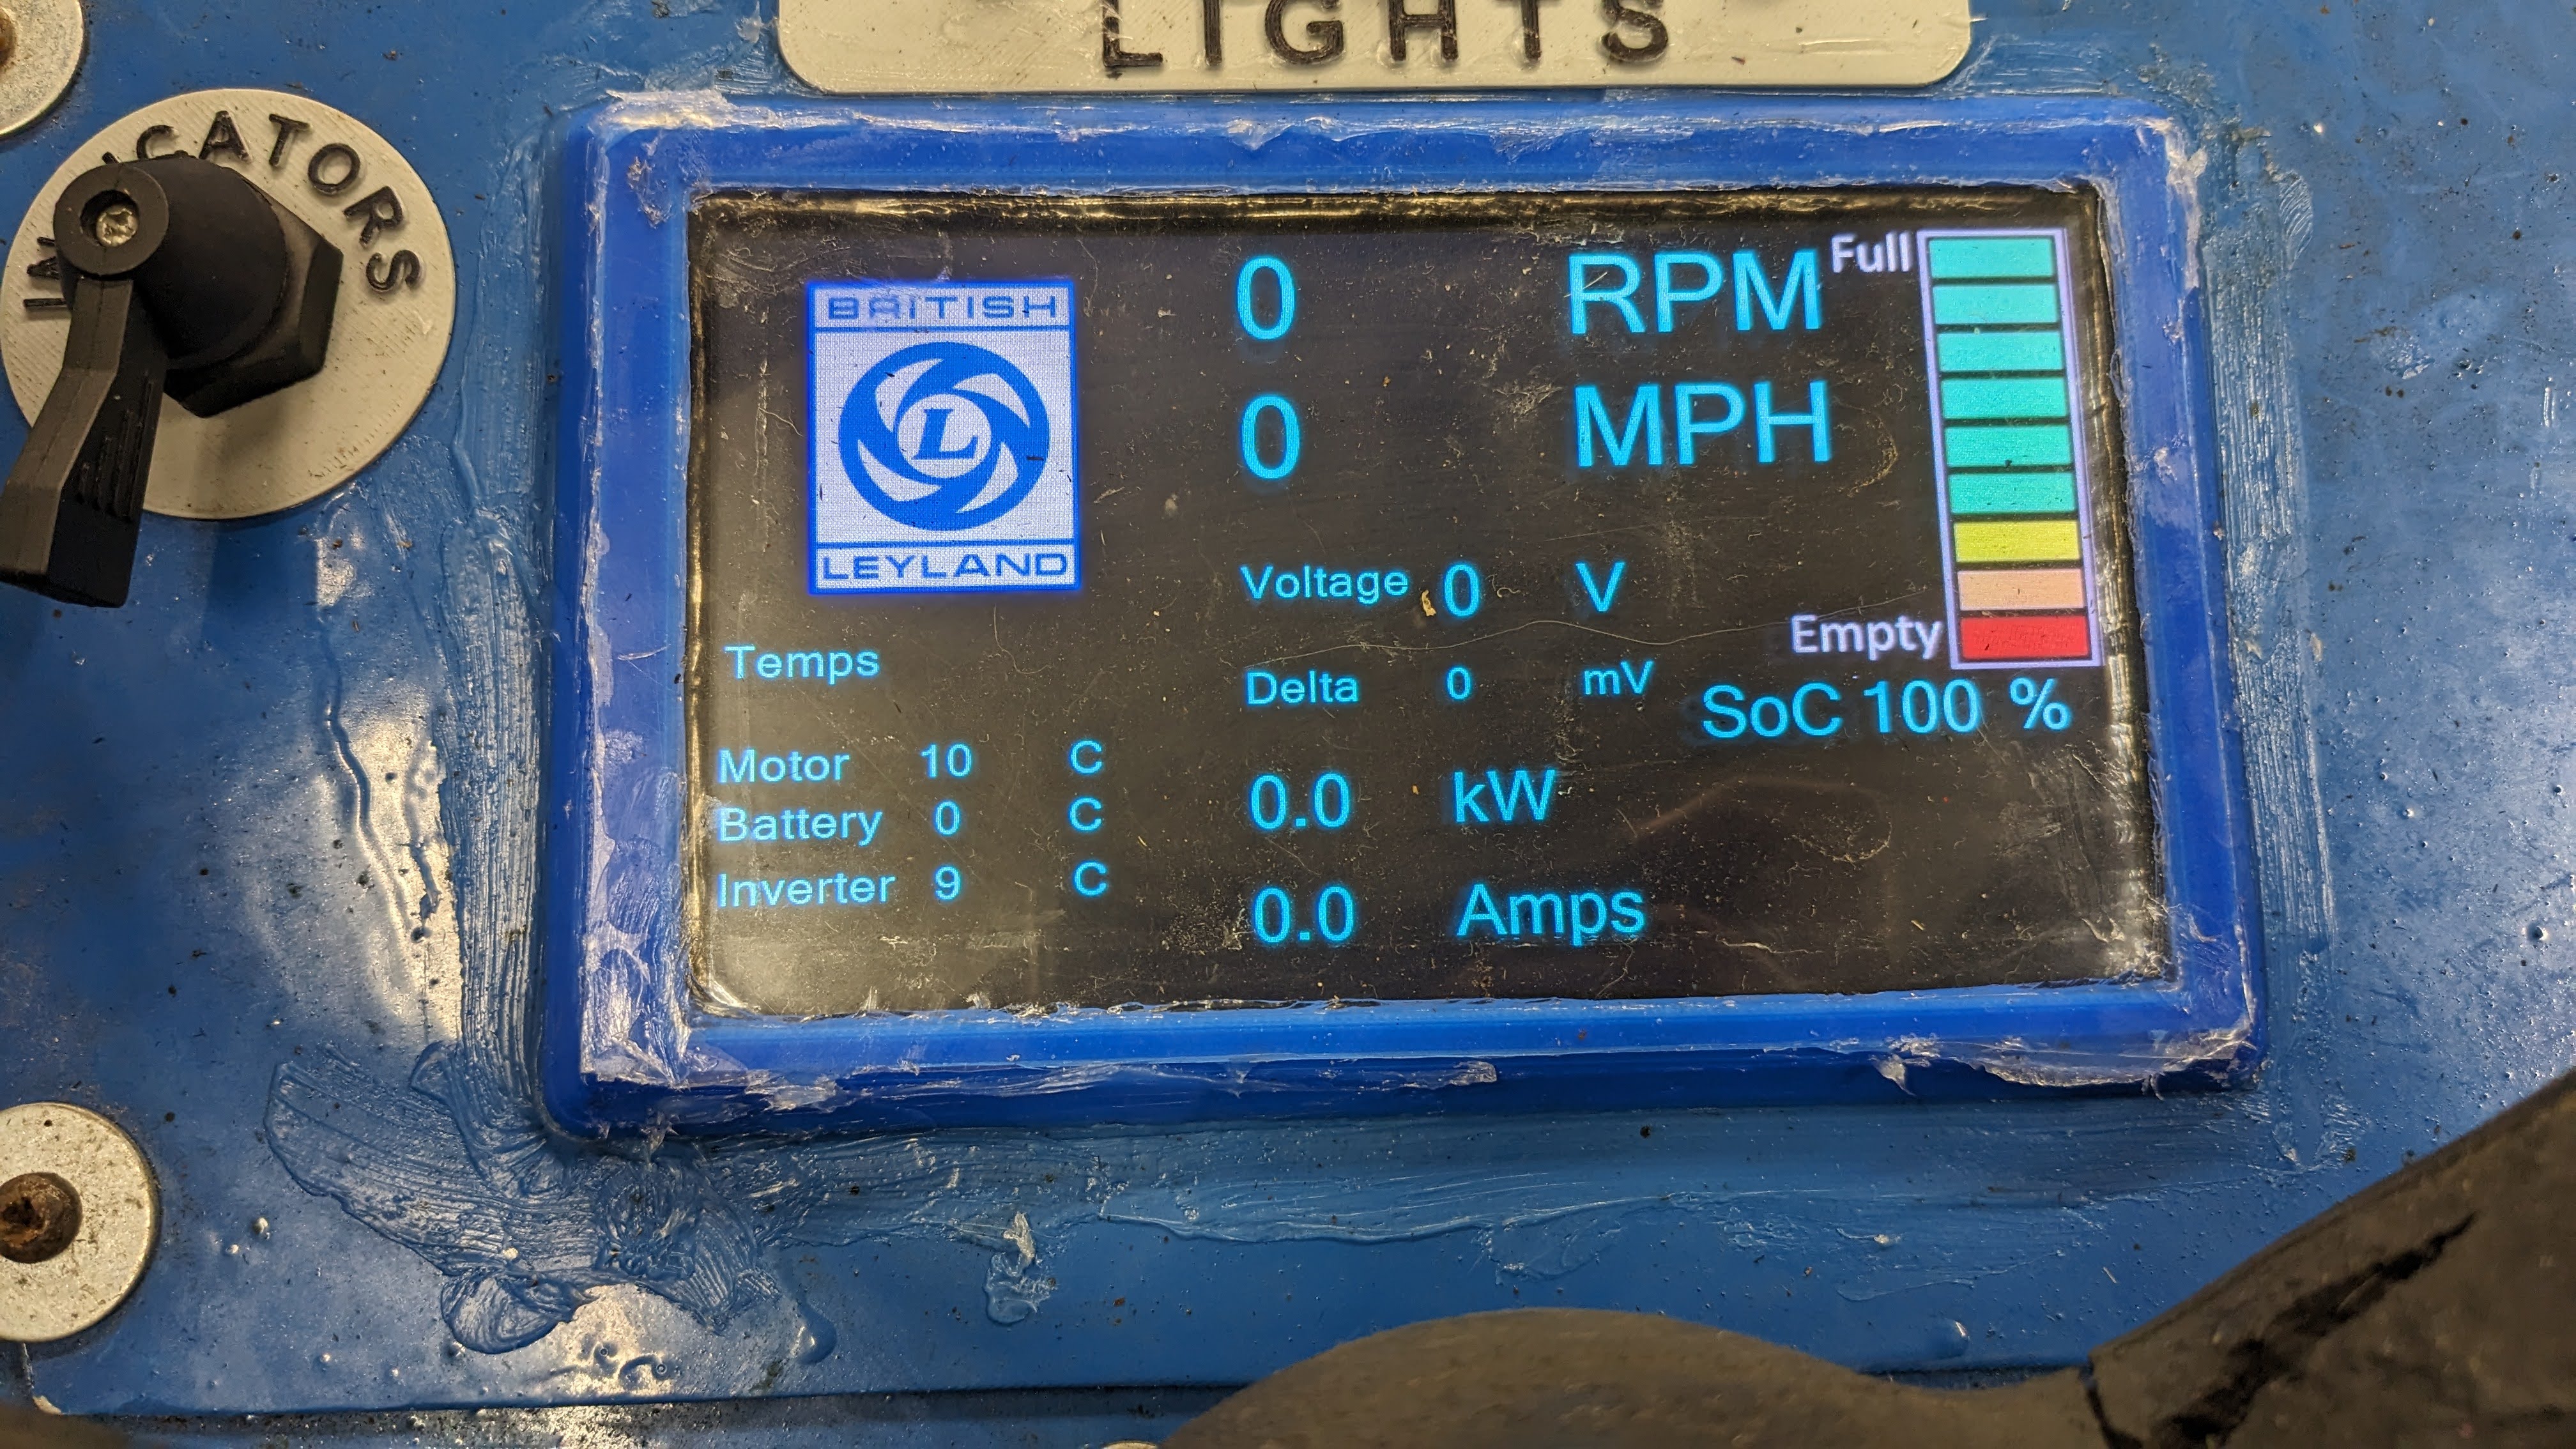 LIGHTS
INDICATORS
BRITISH
L
LEYLAND
0 RPM
0 MPH
Full
Empty
SoC 100 %
Voltage 0 V
Delta 0 mV
0.0 kW
0.0 Amps
Temps
Motor 10 C
Battery 0 C
Inverter 9 C